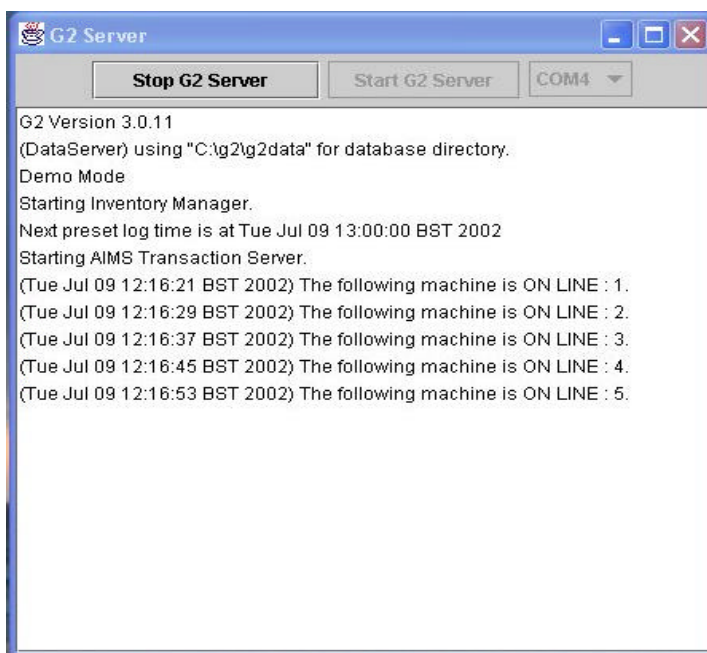 G2 Server
Stop G2 Server Start G2 Server COM4
G2 Version 3.0.11
(DataServer) using "C:\g2\g2data" for database directory.
Demo Mode
Starting Inventory Manager.
Next preset log time is at Tue Jul 09 13:00:00 BST 2002
Starting AIMS Transaction Server.
(Tue Jul 09 12:16:21 BST 2002) The following machine is ON LINE : 1.
(Tue Jul 09 12:16:29 BST 2002) The following machine is ON LINE : 2.
(Tue Jul 09 12:16:37 BST 2002) The following machine is ON LINE : 3.
(Tue Jul 09 12:16:45 BST 2002) The following machine is ON LINE : 4.
(Tue Jul 09 12:16:53 BST 2002) The following machine is ON LINE : 5.